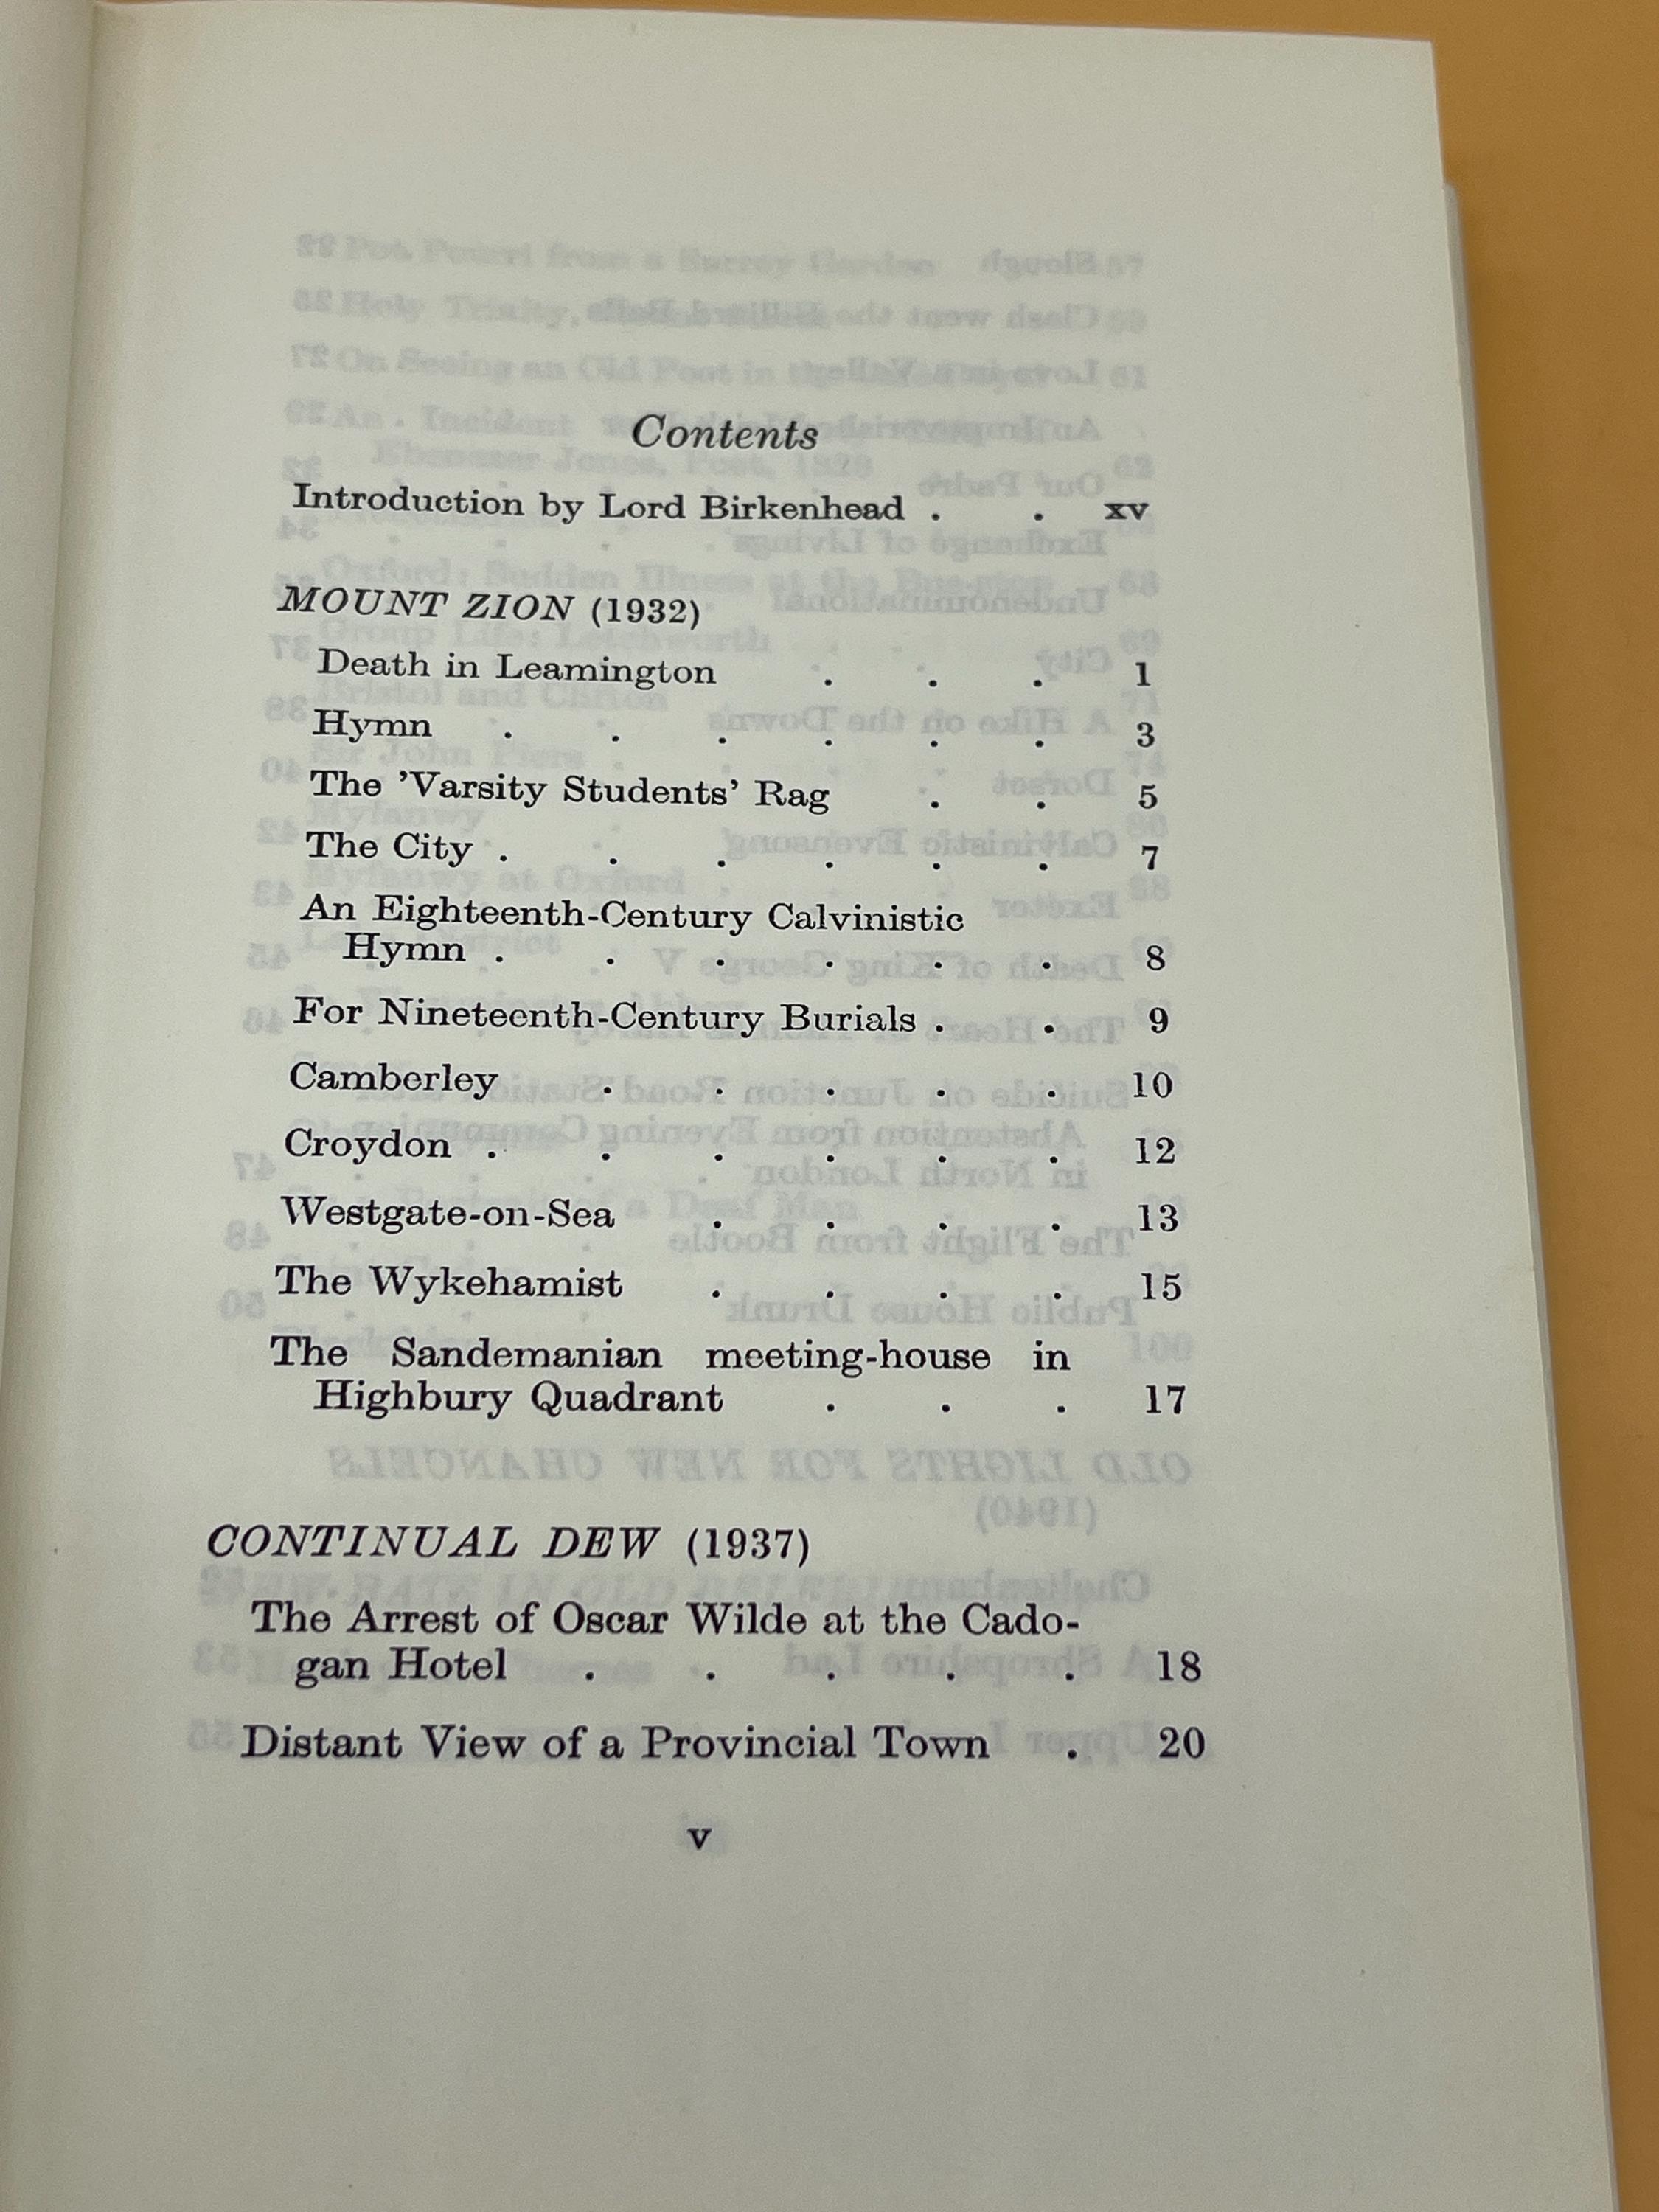 Contents
Introduction by Lord Birkenhead . . xv
MOUNT ZION (1932)
Death in Leamington . . . 1
Hymn . . . . . . 3
The ’Varsity Students’ Rag . . 5
The City . . . . . . 7
An Eighteenth-Century Calvinistic
Hymn . . . . . . 8
For Nineteenth-Century Burials . . 9
Camberley . . . . . 10
Croydon . . . . . . 12
Westgate-on-Sea . . . . 13
The Wykehamist . . . . 15
The Sandemanian meeting-house in
Highbury Quadrant . . . 17
CONTINUAL DEW (1937)
The Arrest of Oscar Wilde at the Cado-
gan Hotel . . . . . 18
Distant View of a Provincial Town . 20
v